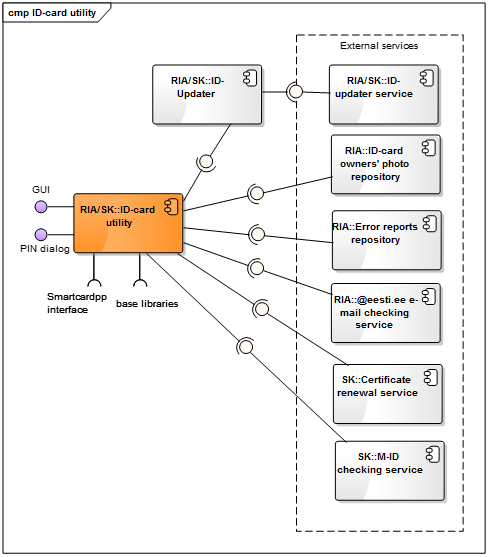 cmp ID-card utility
External services
RIA/SK::ID-
Updater
RIA/SK::ID-
updater service
RIA::ID-card
owners' photo
repository
GUI
RIA/SK::ID-card
utility
PIN dialog
RIA::Error reports
repository
Smartcardpp
interface
base libraries
RIA::@eesti.ee e-
mail checking
service
SK::Certificate
renewal service
SK::M-ID
checking service